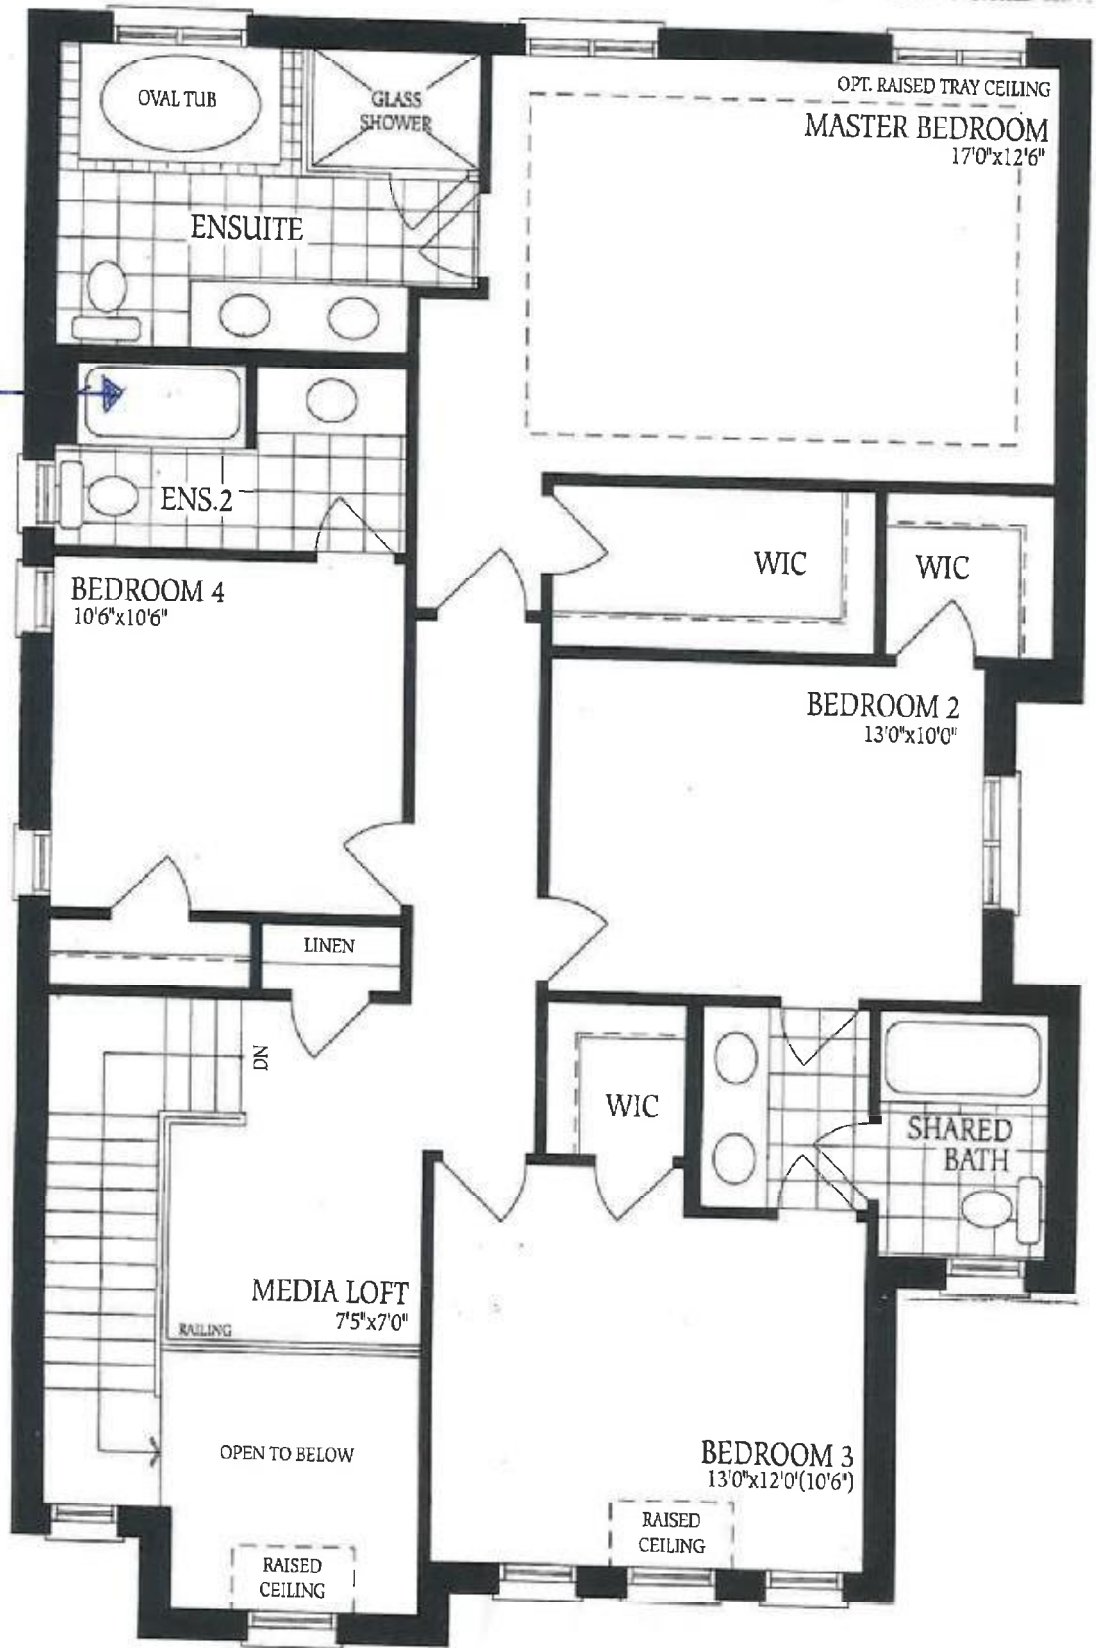 OVAL TUB
GLASS
SHOWER
OPT. RAISED TRAY CEILING
MASTER BEDROOM
17'0"x12'6"
ENSUITE
ENS.2
WIC
WIC
BEDROOM 4
10'6"x10'6"
BEDROOM 2
13'0"x10'0"
LINEN
DN
WIC
SHARED
BATH
MEDIA LOFT
7'5"x7'0"
RAILING
OPEN TO BELOW
BEDROOM 3
13'0"x12'0"(10'6")
RAISED
CEILING
RAISED
CEILING